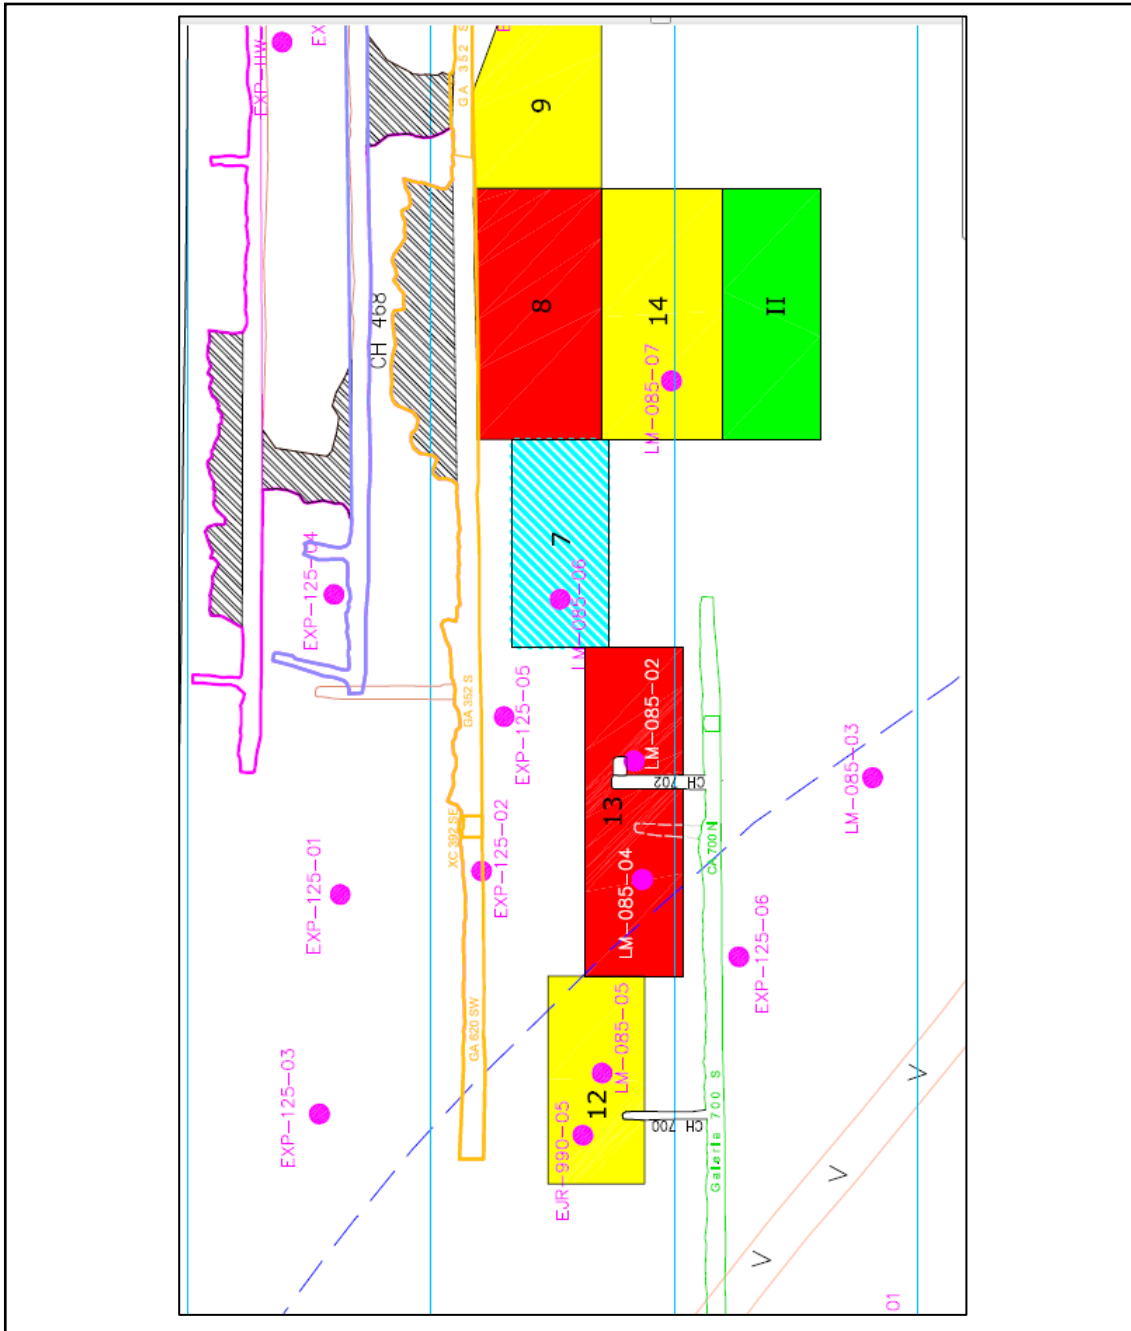 EXP-HW-
EX
GA 352 S
9
CH 468
8
14
II
LM-085-07
7
LM-085-06
EXP-125-04
GA 352 S
EXP-125-05
LM-085-02
CH 702
13
XC 392 SE
EXP-125-02
LM-085-04
CA 700 N
LM-085-03
EXP-125-01
EXP-125-06
GA 620 SW
LM-085-05
12
EJR-990-05
CH 700
Galería 700 S
EXP-125-03
V
V
V
01